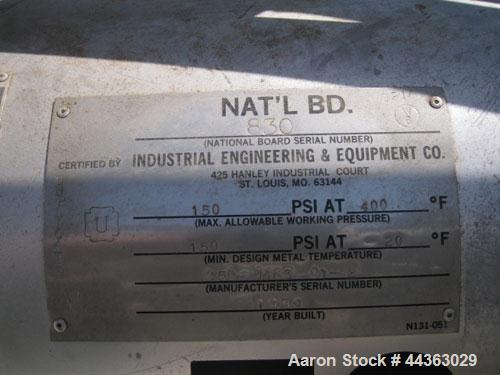 NAT'L BD.
830
(NATIONAL BOARD SERIAL NUMBER)
CERTIFIED BY INDUSTRIAL ENGINEERING & EQUIPMENT CO.
425 HANLEY INDUSTRIAL COURT
ST. LOUIS, MO. 63144
U
150 PSI AT 400 °F
(MAX. ALLOWABLE WORKING PRESSURE)
150 PSI AT 20 °F
(MIN. DESIGN METAL TEMPERATURE)
(MANUFACTURER'S SERIAL NUMBER)
(YEAR BUILT)
N131-051
Aaron Stock # 44363029